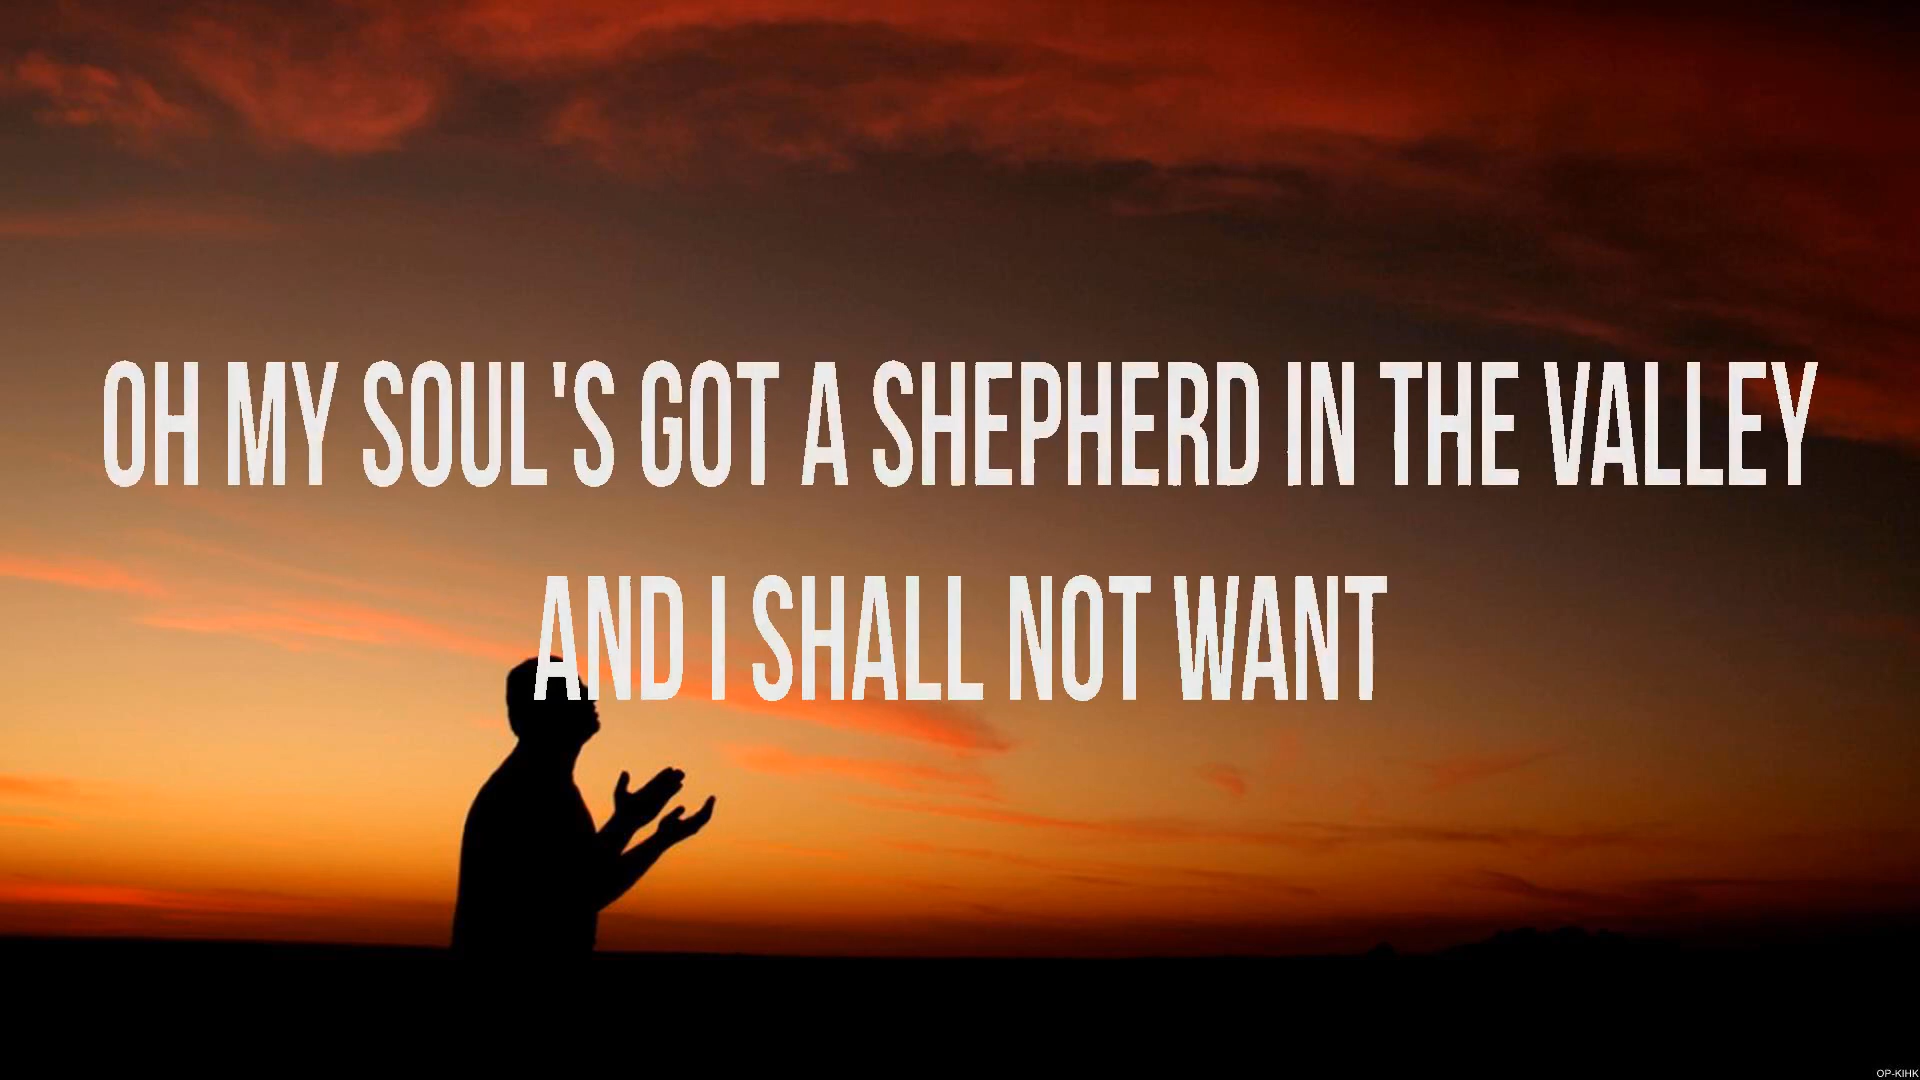 OH MY SOUL'S GOT A SHEPHERD IN THE VALLEY
AND I SHALL NOT WANT
OP-KIHK